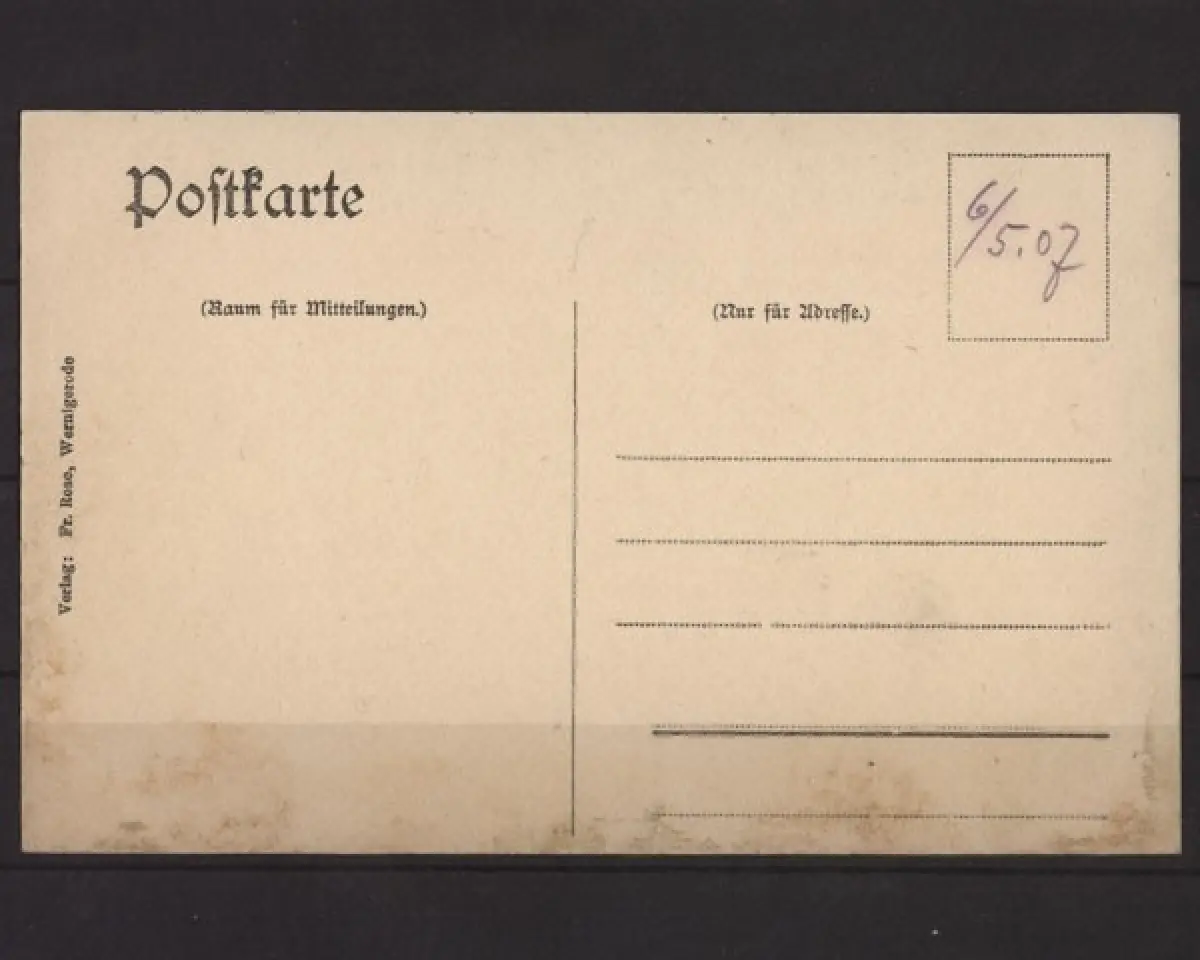 Postkarte
6/5.07
(Raum für Mitteilungen.)
(Nur für Adresse.)
Verlag: Fr. Rose, Wernigerode